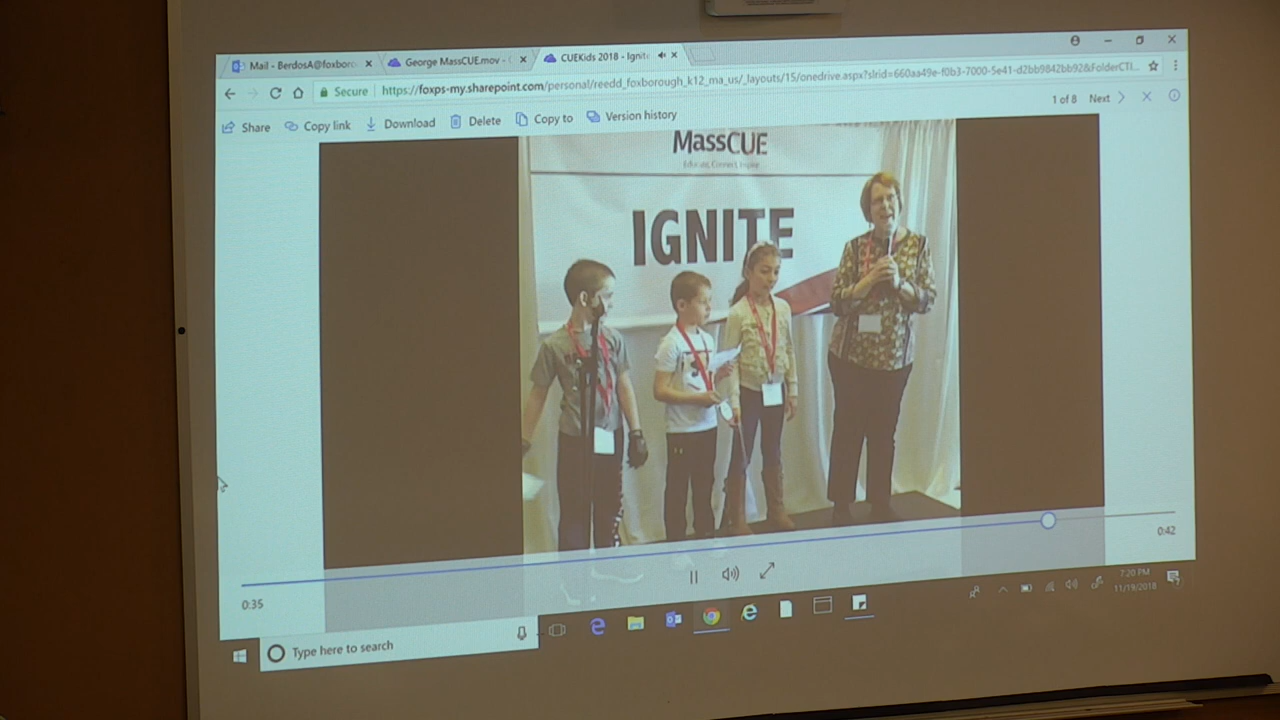 Mail - BerdosA@foxboro
George MassCUE.mov -
CUEKids 2018 - Ignit
Secure
https://foxps-my.sharepoint.com/personal/reedd_foxborough_k12_ma_us/_layouts/15/onedrive.aspx?slrid=660aa49e-f0b3-7000-5e41-d2bb9842bb92&FolderCTI...
Share
Copy link
Download
Delete
Copy to
Version history
1 of 8
Next
MassCUE
Educate, Connect, Inspire
IGNITE
0:35
0:42
Type here to search
7:20 PM
11/19/2018